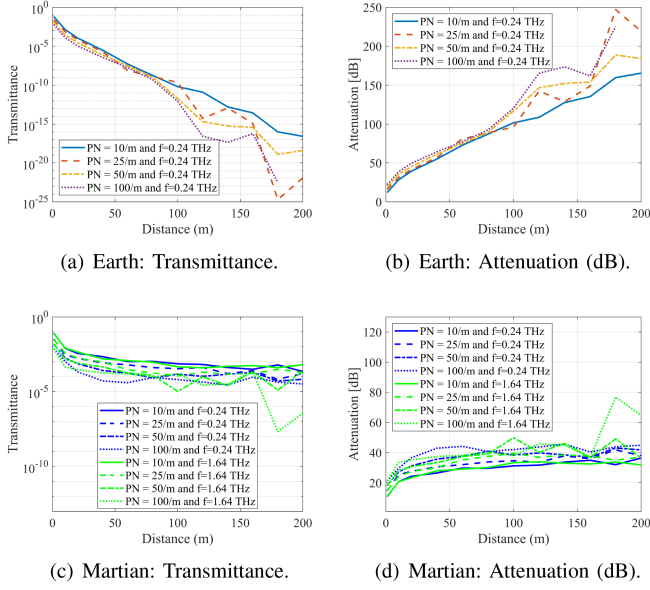 10^0
10^-5
10^-10
10^-15
10^-20
10^-25
Transmittance
PN = 10/m and f=0.24 THz
PN = 25/m and f=0.24 THz
PN = 50/m and f=0.24 THz
PN = 100/m and f=0.24 THz
0 50 100 150 200
Distance (m)
(a) Earth: Transmittance.
250
200
150
100
50
0
Attenuation [dB]
PN = 10/m and f=0.24 THz
PN = 25/m and f=0.24 THz
PN = 50/m and f=0.24 THz
PN = 100/m and f=0.24 THz
0 50 100 150 200
Distance (m)
(b) Earth: Attenuation (dB).
10^0
10^-5
10^-10
Transmittance
PN = 10/m and f=0.24 THz
PN = 25/m and f=0.24 THz
PN = 50/m and f=0.24 THz
PN = 100/m and f=0.24 THz
PN = 10/m and f=1.64 THz
PN = 25/m and f=1.64 THz
PN = 50/m and f=1.64 THz
PN = 100/m and f=1.64 THz
0 50 100 150 200
Distance (m)
(c) Martian: Transmittance.
120
100
80
60
40
20
Attenuation [dB]
PN = 10/m and f=0.24 THz
PN = 25/m and f=0.24 THz
PN = 50/m and f=0.24 THz
PN = 100/m and f=0.24 THz
PN = 10/m and f=1.64 THz
PN = 25/m and f=1.64 THz
PN = 50/m and f=1.64 THz
PN = 100/m and f=1.64 THz
0 50 100 150 200
Distance (m)
(d) Martian: Attenuation (dB).